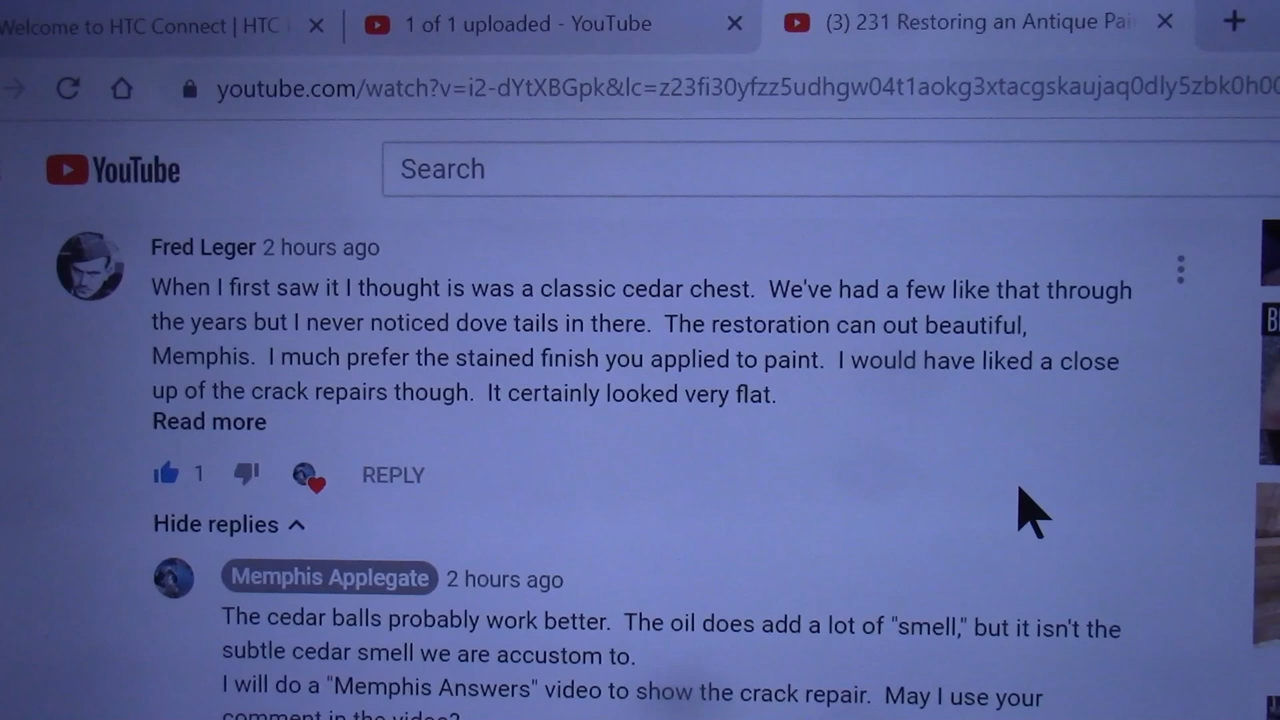 Welcome to HTC Connect | HTC
1 of 1 uploaded - YouTube
(3) 231 Restoring an Antique Pai
youtube.com/watch?v=i2-dYtXBGpk&lc=z23fi30yfzz5udhgw04t1aokg3xtacgskaujaq0dly5zbk0h0
YouTube
Search
Fred Leger 2 hours ago
When I first saw it I thought is was a classic cedar chest. We've had a few like that through
the years but I never noticed dove tails in there. The restoration can out beautiful,
Memphis. I much prefer the stained finish you applied to paint. I would have liked a close
up of the crack repairs though. It certainly looked very flat.
Read more
1
REPLY
Hide replies
Memphis Applegate 2 hours ago
The cedar balls probably work better. The oil does add a lot of "smell," but it isn't the
subtle cedar smell we are accustom to.
I will do a "Memphis Answers" video to show the crack repair. May I use your
comment in the video?